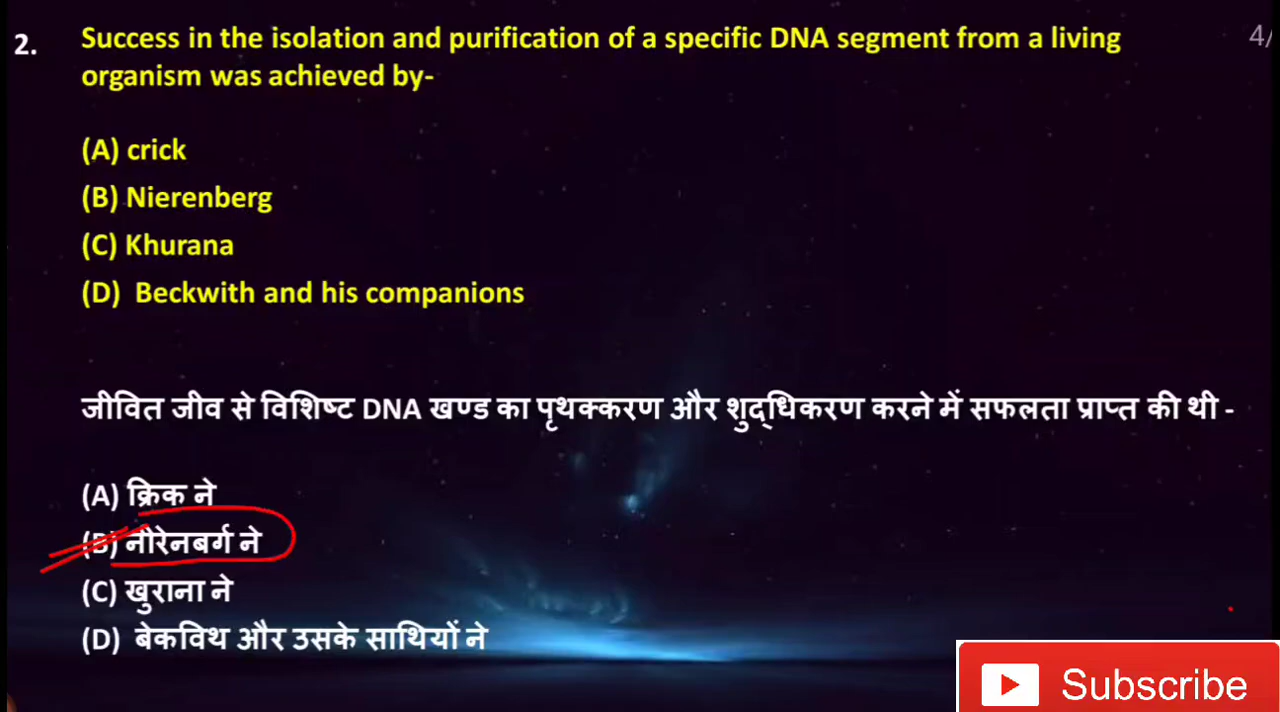 2. Success in the isolation and purification of a specific DNA segment from a living
4/
organism was achieved by-
(A) crick
(B) Nierenberg
(C) Khurana
(D) Beckwith and his companions
जीवित जीव से विशिष्ट DNA खण्ड का पृथक्करण और शुद्धिकरण करने में सफलता प्राप्त की थी -
(A) क्रिक ने
(B) नीरेनबर्ग ने
(C) खुराना ने
(D) बेकविथ और उसके साथियों ने
Subscribe